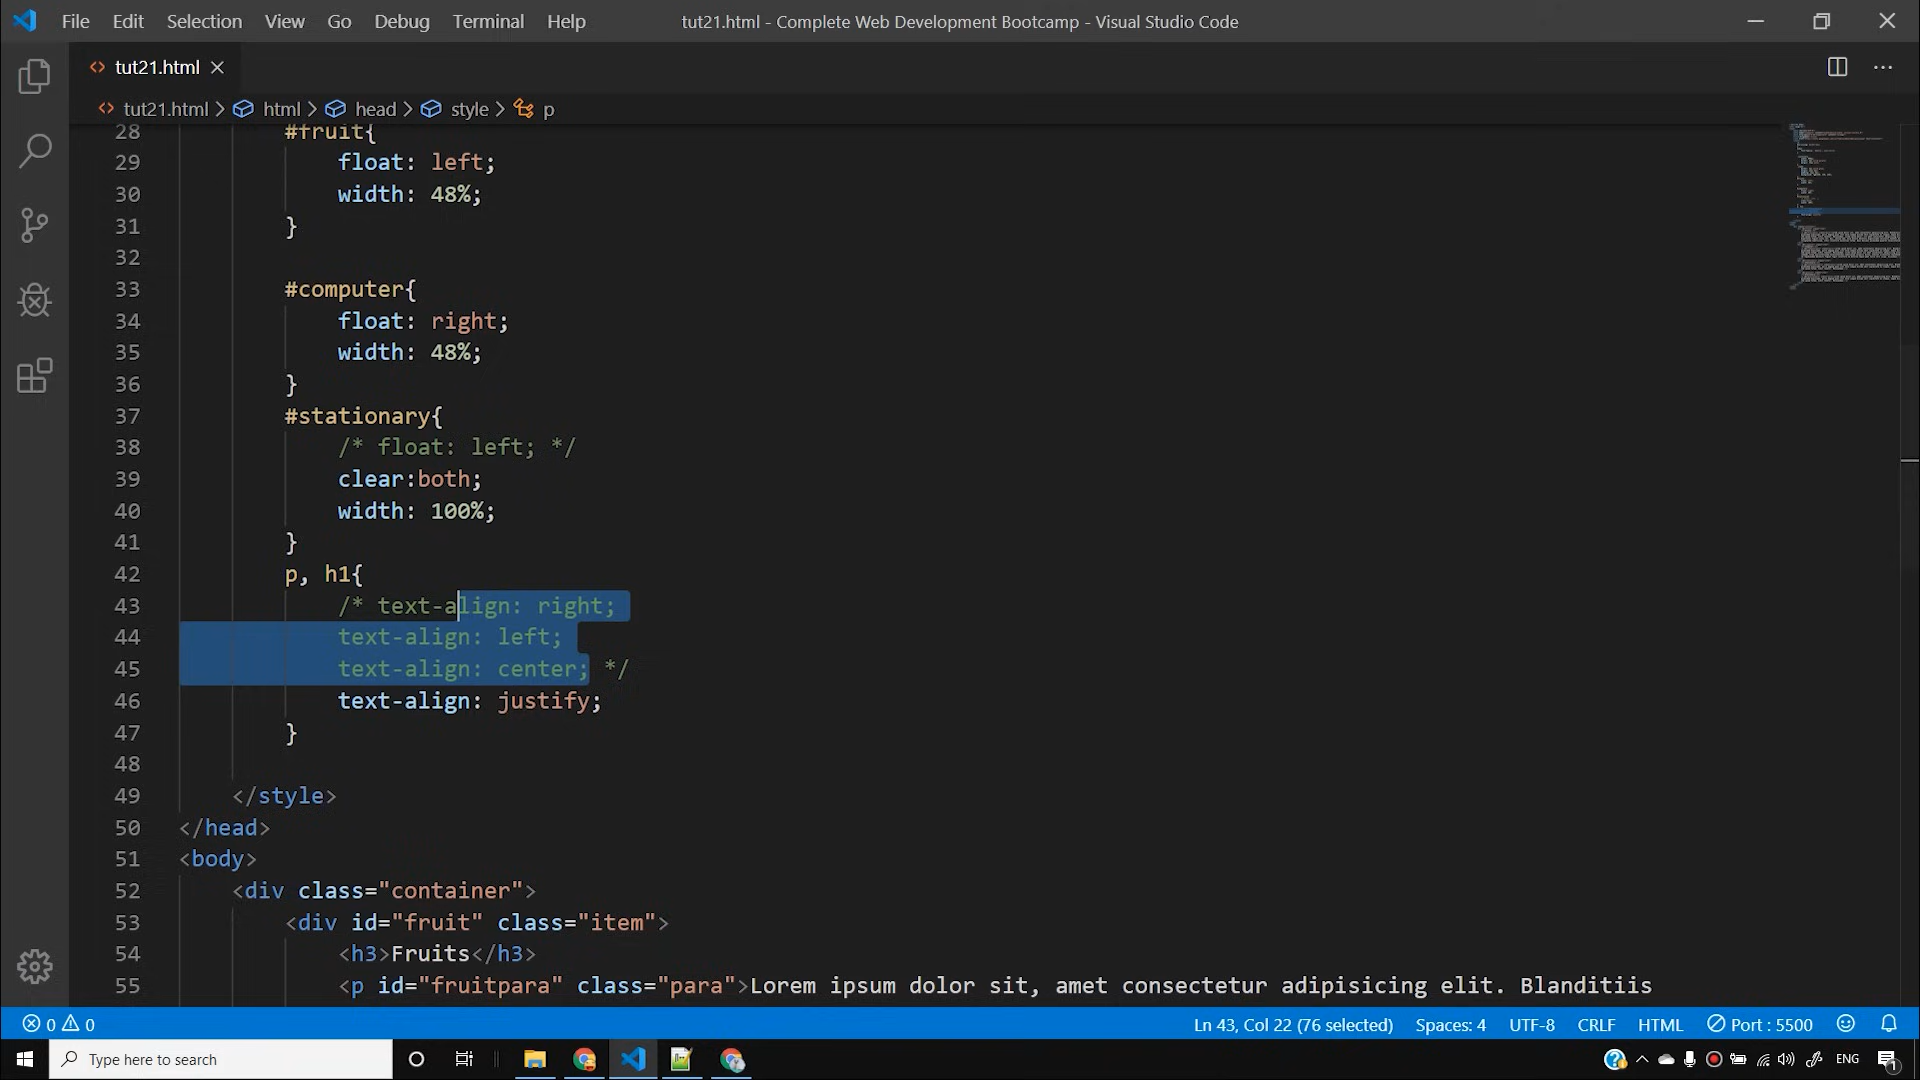 File Edit Selection View Go Debug Terminal Help tut21.html - Complete Web Development Bootcamp - Visual Studio Code
tut21.html
tut21.html > html > head > style > p
28 #fruit{
29 float: left;
30 width: 48%;
31 }
32
33 #computer{
34 float: right;
35 width: 48%;
36 }
37 #stationary{
38 /* float: left; */
39 clear:both;
40 width: 100%;
41 }
42 p, h1{
43 /* text-align: right;
44 text-align: left;
45 text-align: center; */
46 text-align: justify;
47 }
48
49 </style>
50 </head>
51 <body>
52 <div class="container">
53 <div id="fruit" class="item">
54 <h3>Fruits</h3>
55 <p id="fruitpara" class="para">Lorem ipsum dolor sit, amet consectetur adipisicing elit. Blanditiis
0 0 Ln 43, Col 22 (76 selected) Spaces: 4 UTF-8 CRLF HTML Port : 5500
Type here to search ENG 1